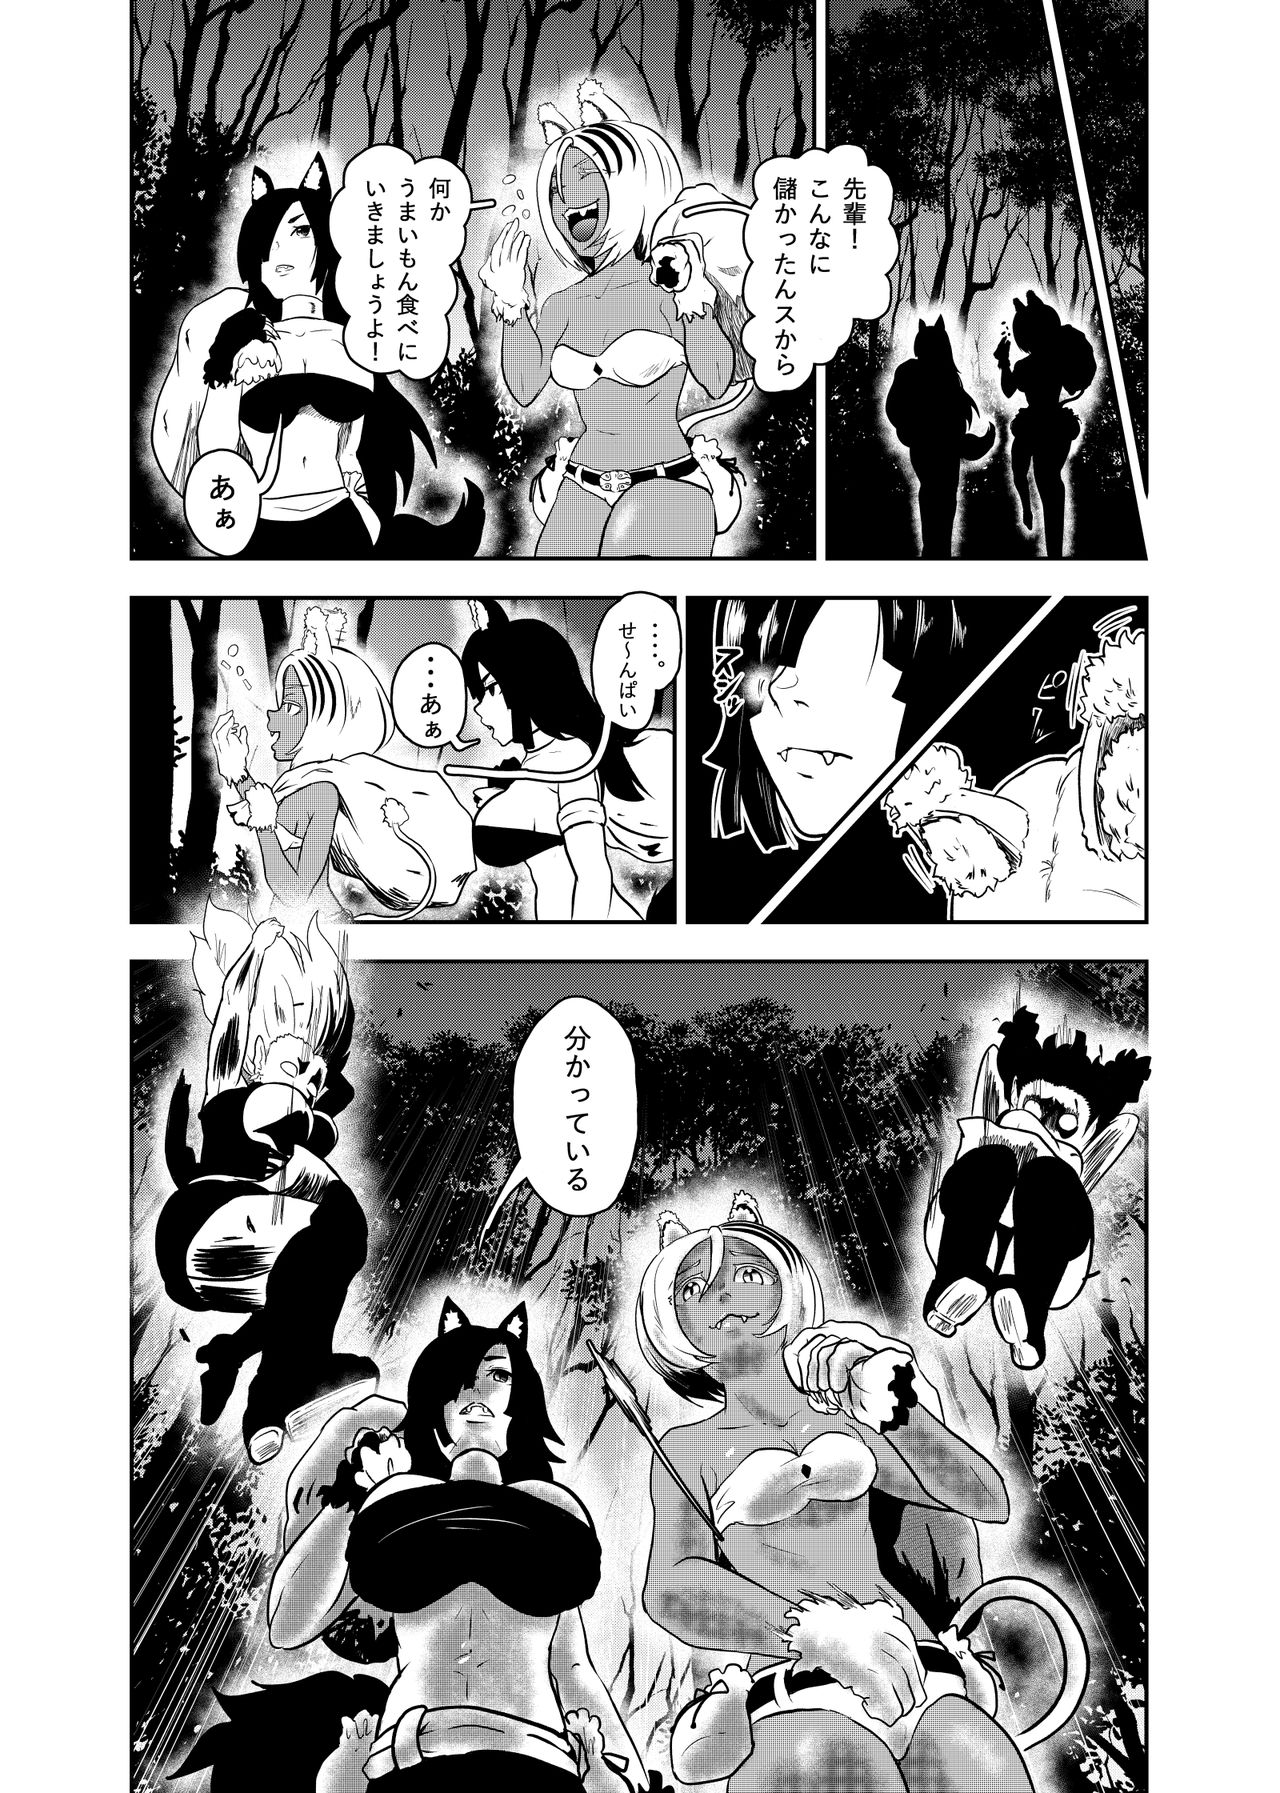 先輩！
こんなに
儲かったんスから
何か
うまいもん食べに
いきましょうよ！
あぁ
ピク
スンッ
････。
せ～んぱい
･･･あぁ
分かっている